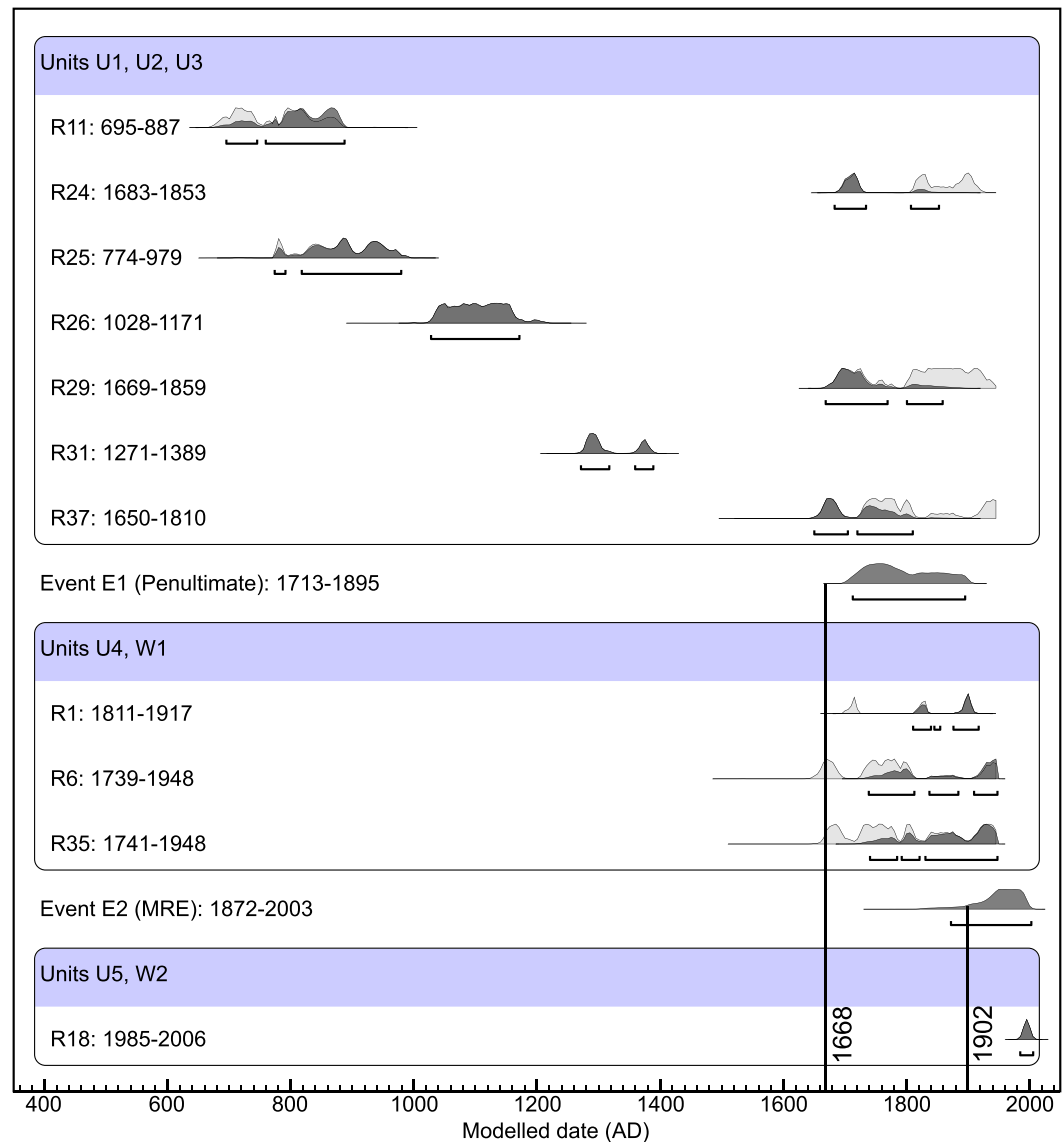 Units U1, U2, U3
R11: 695-887
R24: 1683-1853
R25: 774-979
R26: 1028-1171
R29: 1669-1859
R31: 1271-1389
R37: 1650-1810
Event E1 (Penultimate): 1713-1895
Units U4, W1
R1: 1811-1917
R6: 1739-1948
R35: 1741-1948
Event E2 (MRE): 1872-2003
Units U5, W2
R18: 1985-2006
1668
1902
400 600 800 1000 1200 1400 1600 1800 2000
Modelled date (AD)